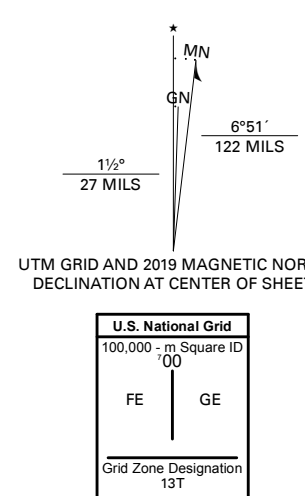 ★
MN
GN
6°51´
122 MILS
1½°
27 MILS
UTM GRID AND 2019 MAGNETIC NOR
DECLINATION AT CENTER OF SHEET
U.S. National Grid
100,000 - m Square ID
⁷00
FE GE
Grid Zone Designation
13T